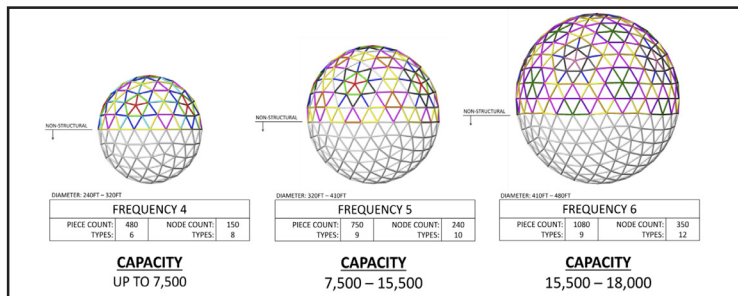 NON-STRUCTURAL
DIAMETER: 240FT – 320FT
FREQUENCY 4
PIECE COUNT: 480 NODE COUNT: 150
TYPES: 6 TYPES: 8
CAPACITY
UP TO 7,500
NON-STRUCTURAL
DIAMETER: 320FT – 410FT
FREQUENCY 5
PIECE COUNT: 750 NODE COUNT: 240
TYPES: 9 TYPES: 10
CAPACITY
7,500 – 15,500
NON-STRUCTURAL
DIAMETER: 410FT – 480FT
FREQUENCY 6
PIECE COUNT: 1080 NODE COUNT: 350
TYPES: 9 TYPES: 12
CAPACITY
15,500 – 18,000